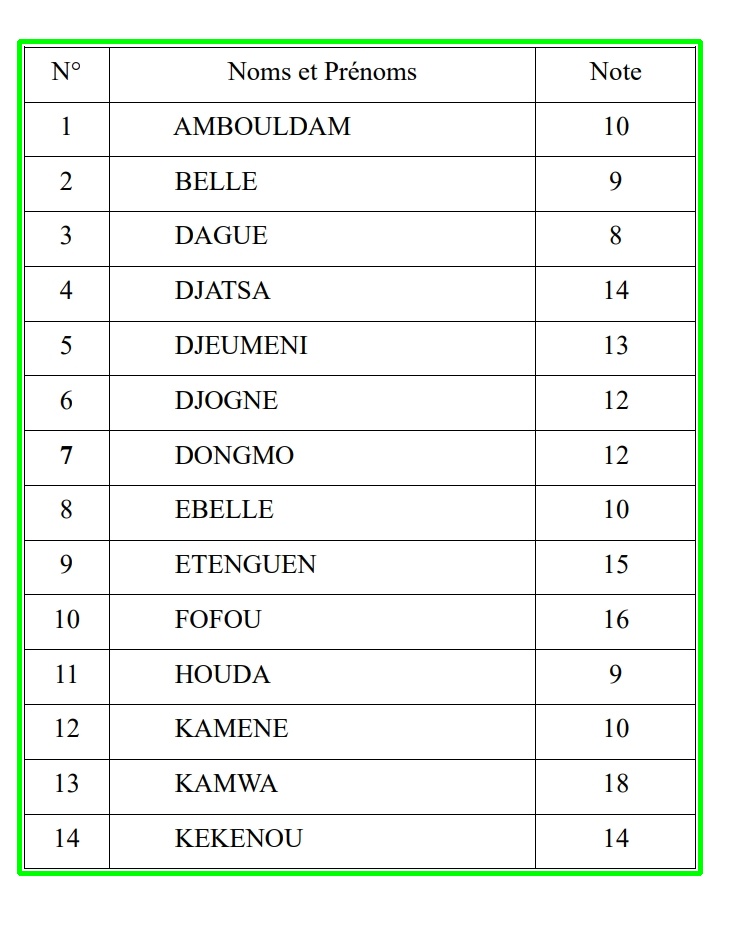 N° Noms et Prénoms Note
1 AMBOULDAM 10
2 BELLE 9
3 DAGUE 8
4 DJATSA 14
5 DJEUMENI 13
6 DJOGNE 12
7 DONGMO 12
8 EBELLE 10
9 ETENGUEN 15
10 FOFOU 16
11 HOUDA 9
12 KAMENE 10
13 KAMWA 18
14 KEKENOU 14